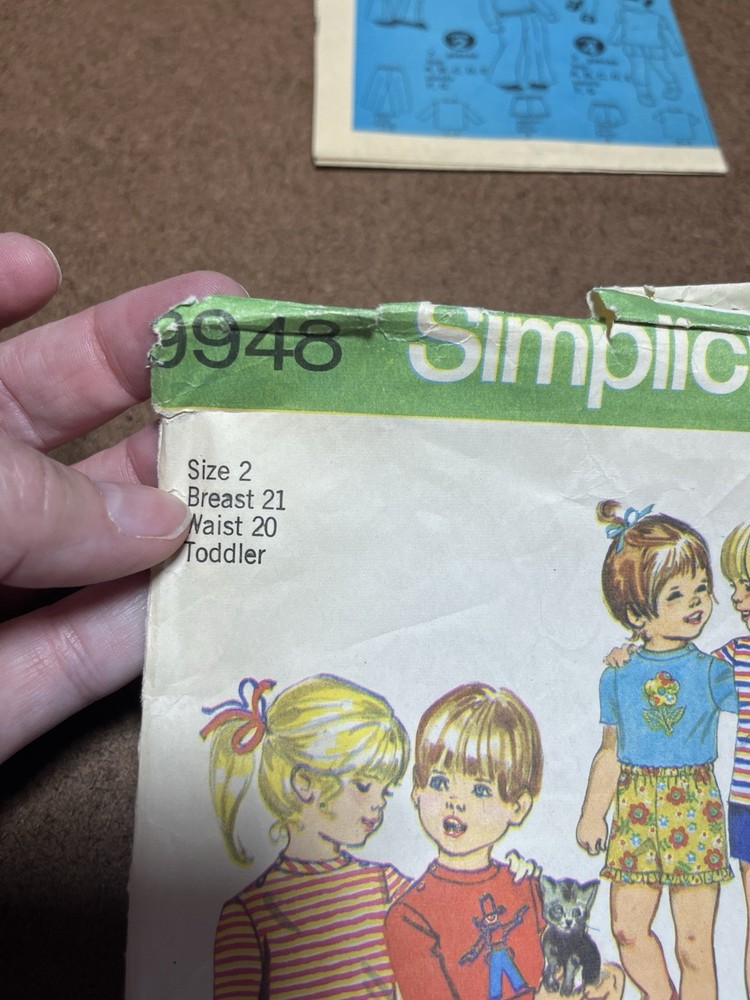 9948 Simplic
Size 2
Breast 21
Waist 20
Toddler